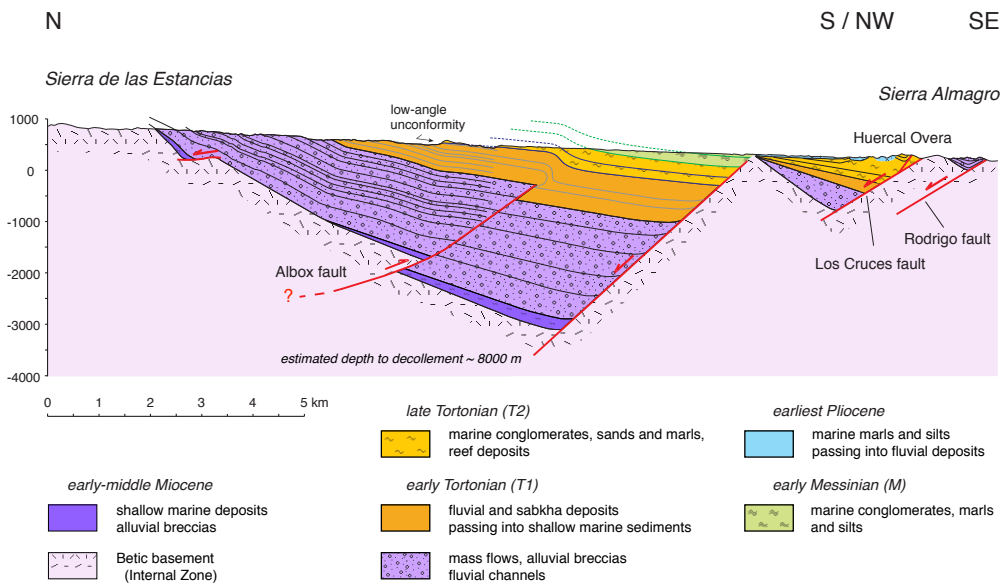 N
S / NW
SE
Sierra de las Estancias
Sierra Almagro
low-angle
unconformity
Huercal Overa
1000
0
-1000
-2000
-3000
-4000
Albox fault
?
Rodrigo fault
Los Cruces fault
estimated depth to decollement ~ 8000 m
0 1 2 3 4 5 km
late Tortonian (T2)
marine conglomerates, sands and marls,
reef deposits
earliest Pliocene
marine marls and silts
passing into fluvial deposits
early-middle Miocene
shallow marine deposits
alluvial breccias
early Tortonian (T1)
fluvial and sabkha deposits
passing into shallow marine sediments
early Messinian (M)
marine conglomerates, marls
and silts
Betic basement
(Internal Zone)
mass flows, alluvial breccias
fluvial channels